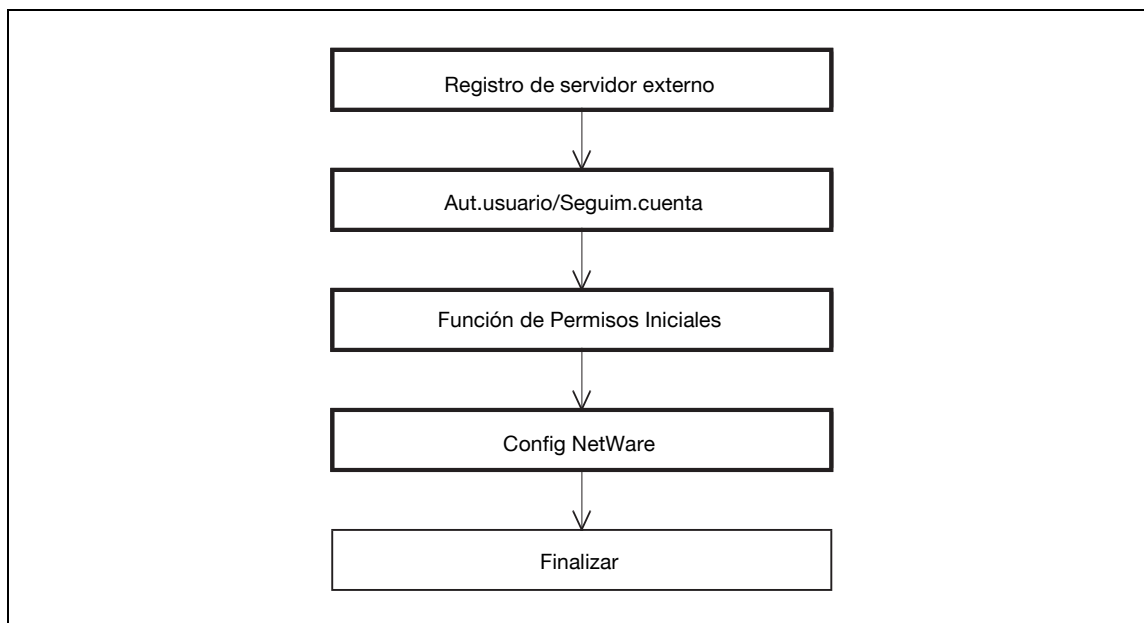 Registro de servidor externo
Aut.usuario/Seguim.cuenta
Función de Permisos Iniciales
Config NetWare
Finalizar